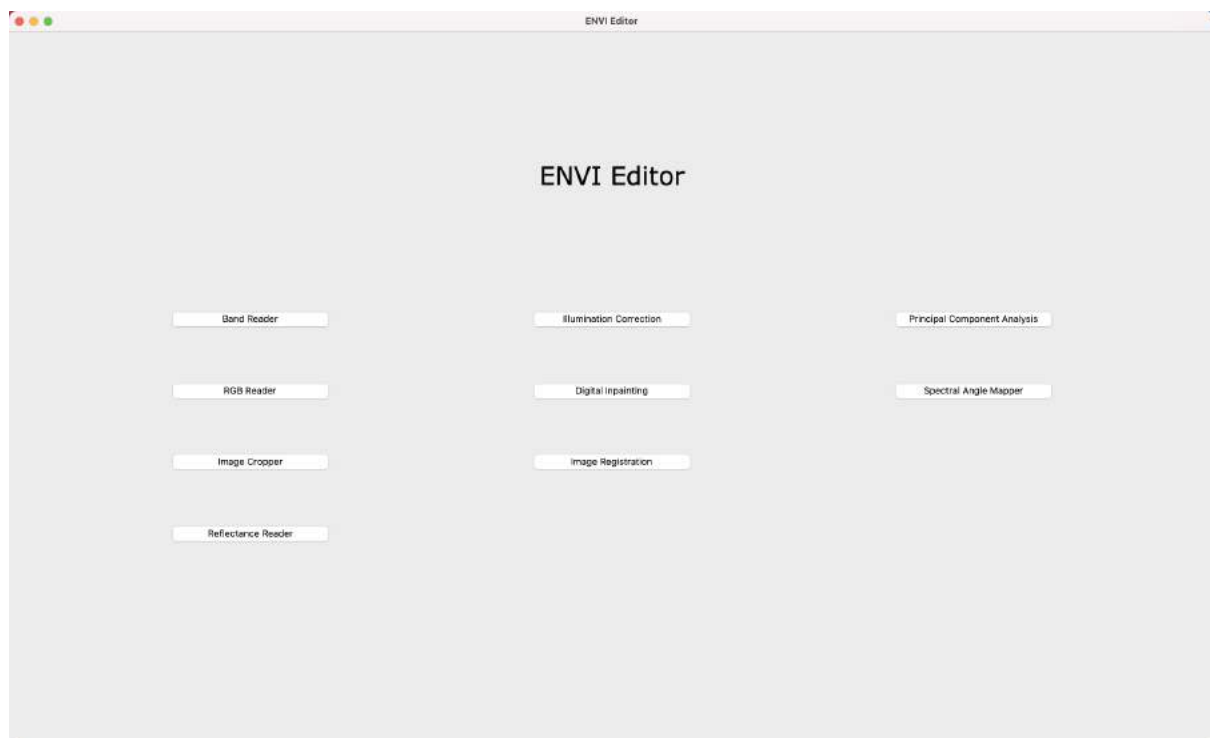 ENVI Editor
ENVI Editor
Band Reader
Illumination Correction
Principal Component Analysis
RGB Reader
Digital Inpainting
Spectral Angle Mapper
Image Cropper
Image Registration
Reflectance Reader